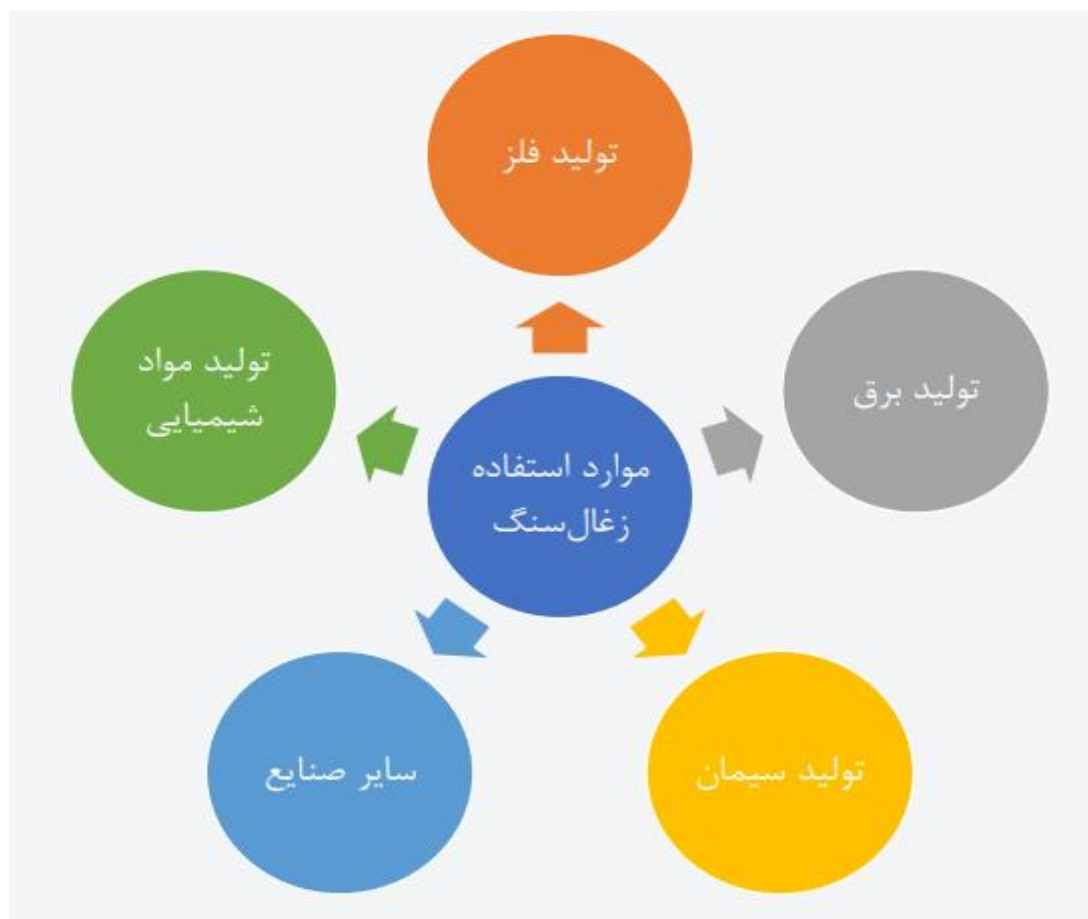 تولید فلز
تولید برق
تولید مواد
شیمیایی
موارد استفاده
زغال‌سنگ
تولید سیمان
سایر صنایع